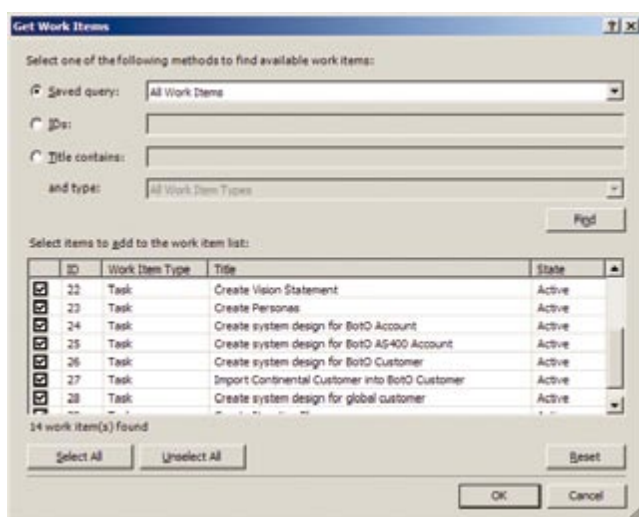 Get Work Items
Select one of the following methods to find available work items:
Saved query: All Work Items
IDs:
Title contains:
and type: All Work Item Types
Find
Select items to add to the work item list:
ID Work Item Type Title State
22 Task Create Vision Statement Active
23 Task Create Personas Active
24 Task Create system design for BotO Account Active
25 Task Create system design for BotO AS400 Account Active
26 Task Create system design for BotO Customer Active
27 Task Import Continental Customer into BotO Customer Active
28 Task Create system design for global customer Active
14 work item(s) found
Select All Unselect All Reset
OK Cancel